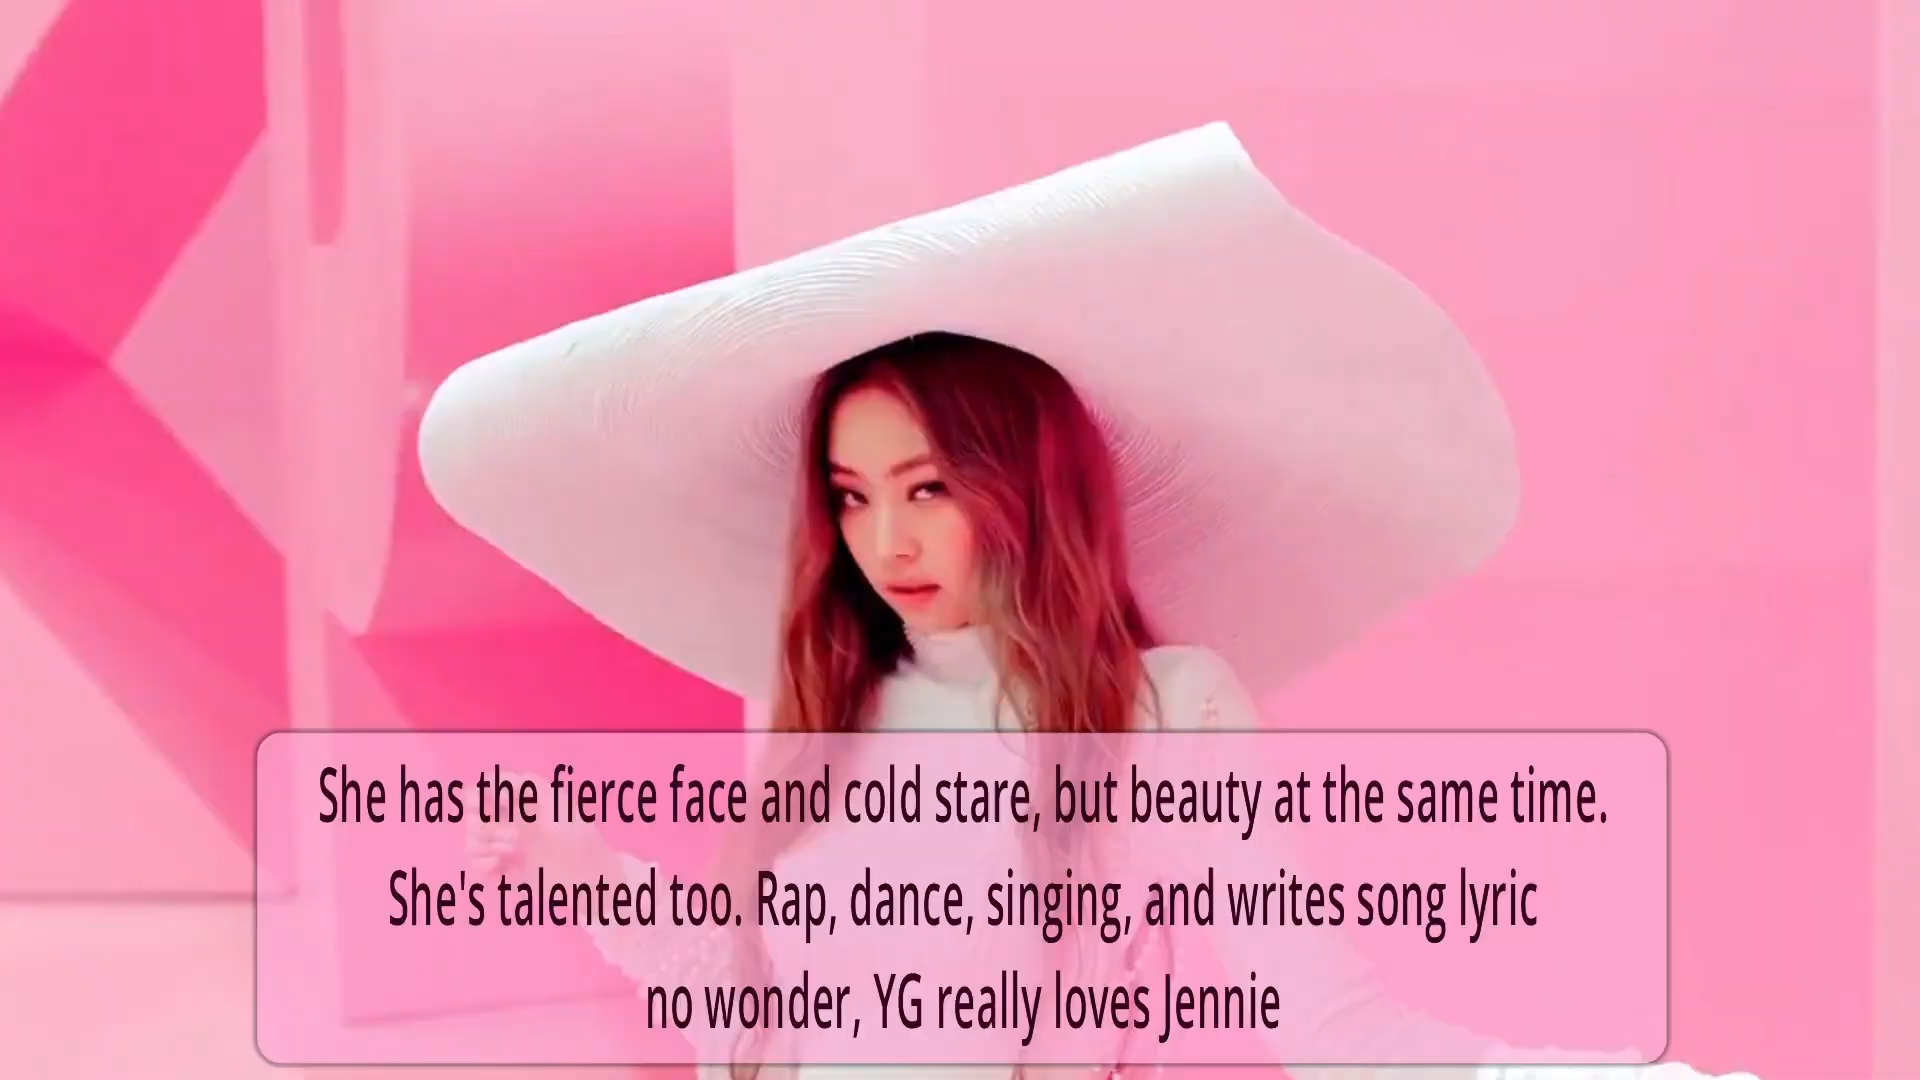 She has the fierce face and cold stare, but beauty at the same time.
She's talented too. Rap, dance, singing, and writes song lyric
no wonder, YG really loves Jennie